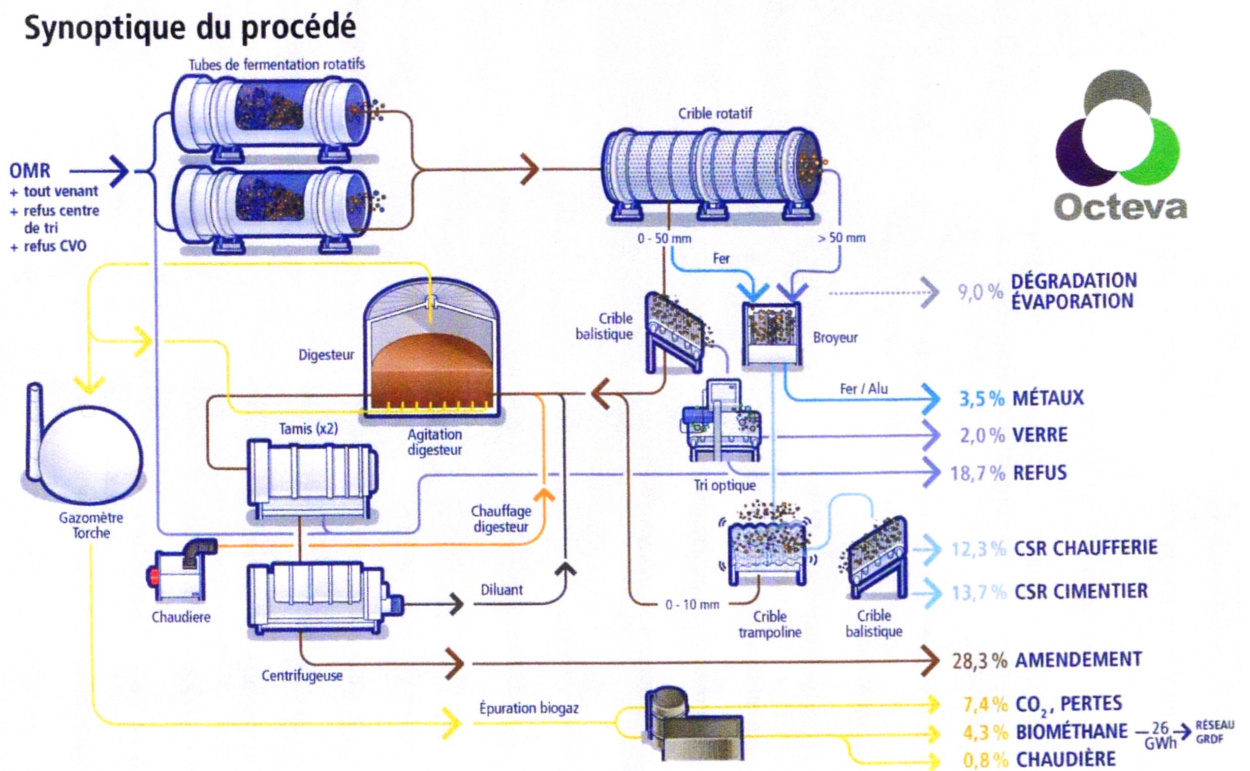 Synoptique du procédé
Tubes de fermentation rotatifs
Crible rotatif
OMR
+ tout venant
+ refus centre
de tri
+ refus CVO
Octeva
0 - 50 mm
> 50 mm
Fer
9,0 % DÉGRADATION
ÉVAPORATION
Crible
balistique
Broyeur
Digesteur
Fer / Alu
3,5 % MÉTAUX
Tamis (x2)
Agitation
digesteur
2,0 % VERRE
Tri optique
18,7 % REFUS
Gazomètre
Torche
Chauffage
digesteur
12,3 % CSR CHAUFFERIE
Chaudiere
Diluant
0 - 10 mm
13,7 % CSR CIMENTIER
Crible
trampoline
Crible
balistique
Centrifugeuse
28,3 % AMENDEMENT
Épuration biogaz
7,4 % CO2, PERTES
4,3 % BIOMÉTHANE
26
GWh
RÉSEAU
GRDF
0,8 % CHAUDIÈRE